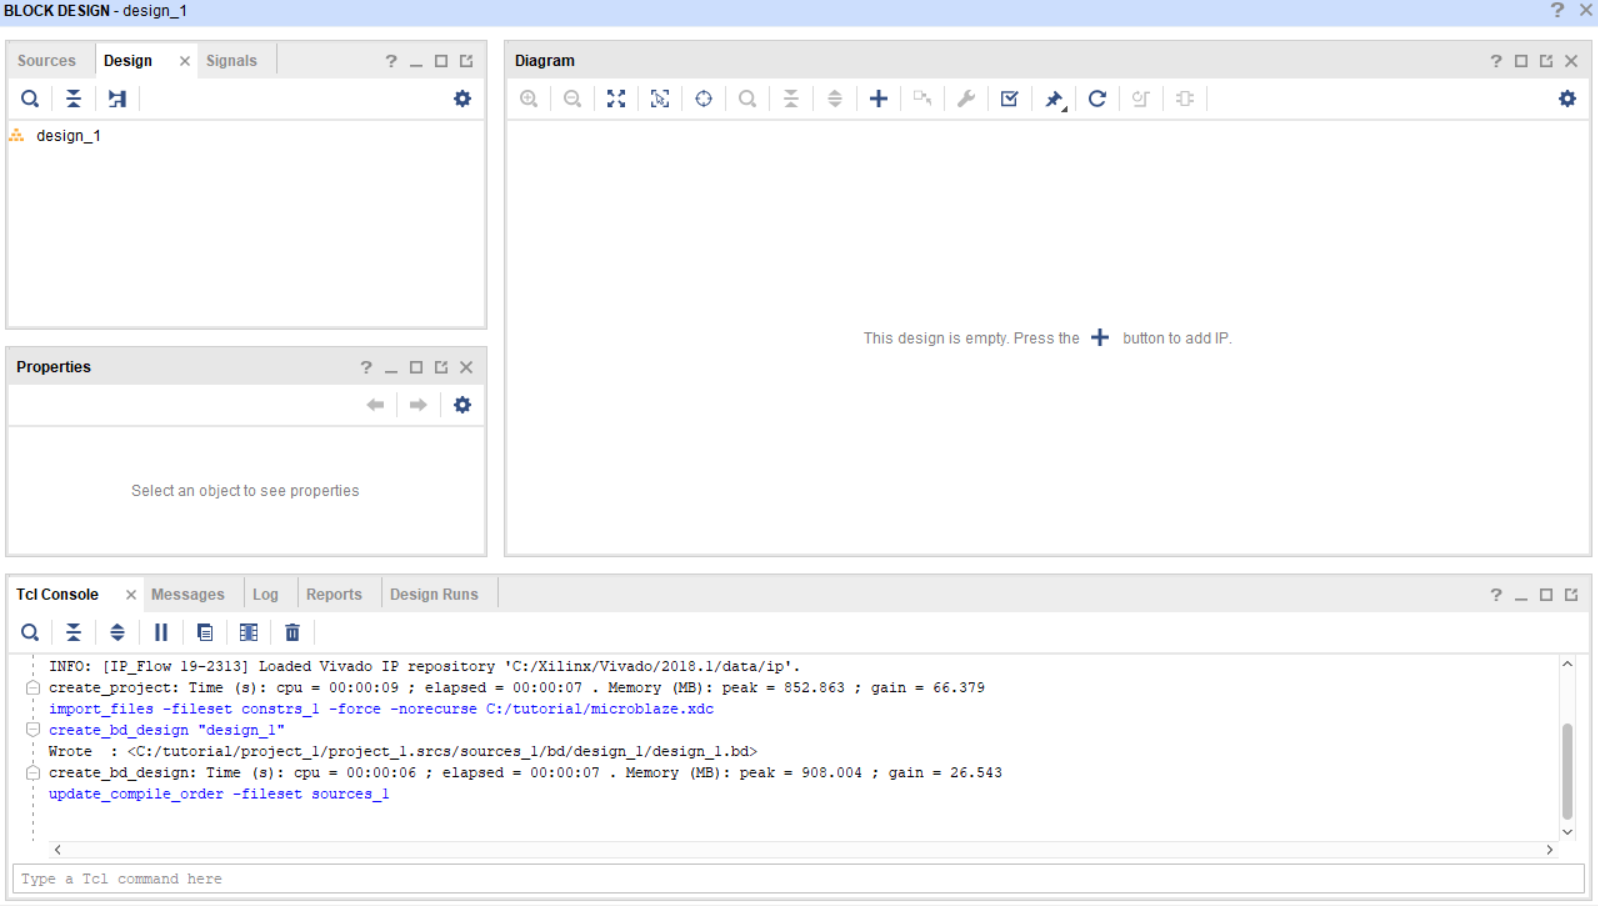 BLOCK DESIGN - design_1
Sources Design Signals
design_1
Properties
Select an object to see properties
Diagram
This design is empty. Press the + button to add IP.
Tcl Console Messages Log Reports Design Runs
INFO: [IP_Flow 19-2313] Loaded Vivado IP repository 'C:/Xilinx/Vivado/2018.1/data/ip'.
create_project: Time (s): cpu = 00:00:09 ; elapsed = 00:00:07 . Memory (MB): peak = 852.863 ; gain = 66.379
import_files -fileset constrs_1 -force -norecurse C:/tutorial/microblaze.xdc
create_bd_design "design_1"
Wrote  : <C:/tutorial/project_1/project_1.srcs/sources_1/bd/design_1/design_1.bd>
create_bd_design: Time (s): cpu = 00:00:06 ; elapsed = 00:00:07 . Memory (MB): peak = 908.004 ; gain = 26.543
update_compile_order -fileset sources_1
Type a Tcl command here